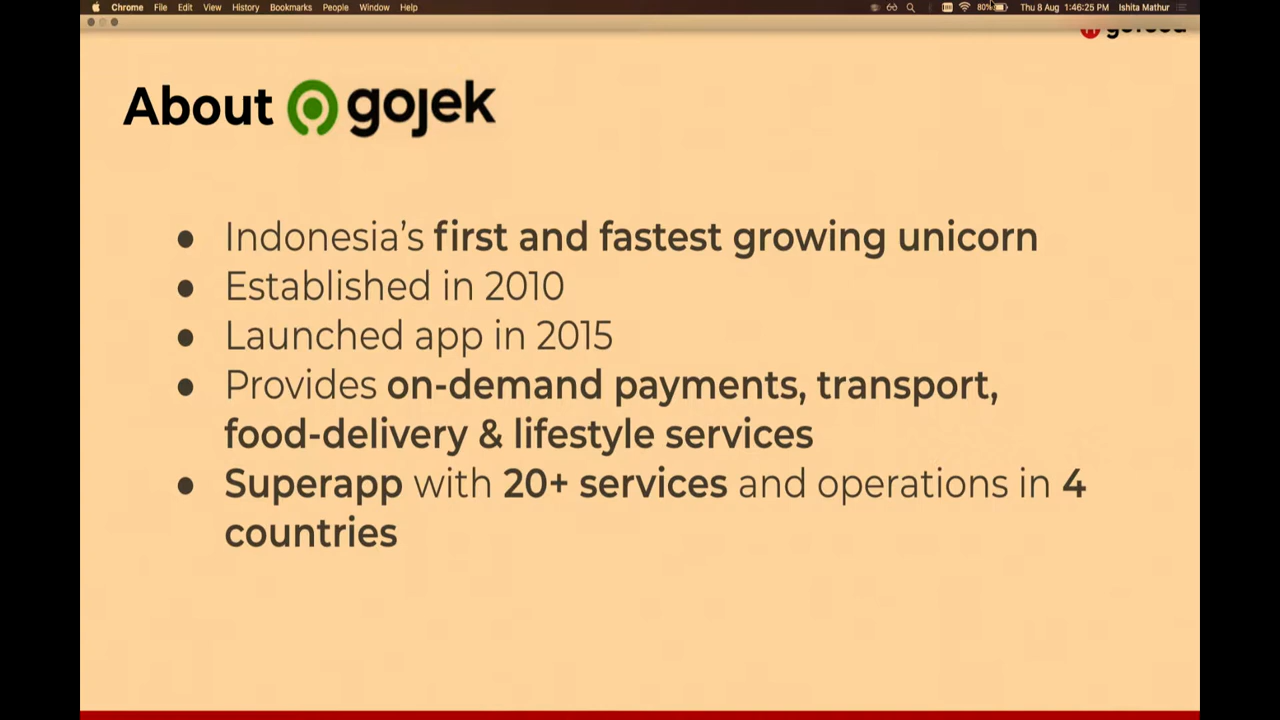 Chrome File Edit View History Bookmarks People Window Help 80% Thu 8 Aug 1:46:25 PM Ishita Mathur
gofood
About gojek
● Indonesia's first and fastest growing unicorn
● Established in 2010
● Launched app in 2015
● Provides on-demand payments, transport,
food-delivery & lifestyle services
● Superapp with 20+ services and operations in 4
countries